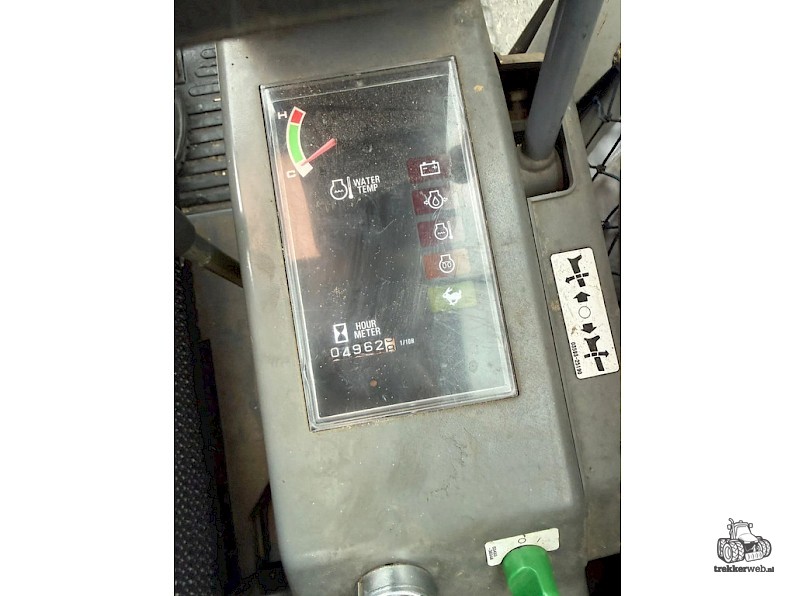 H
C
WATER
TEMP
HOUR
METER
04962 1/10H
trekkerweb.nl